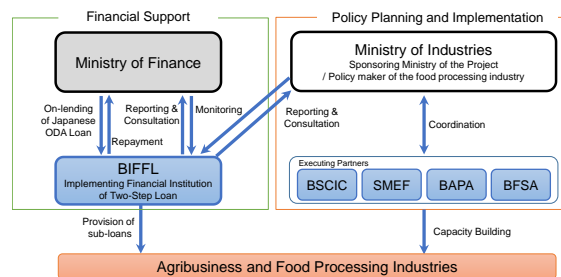 Financial Support
Policy Planning and Implementation
Ministry of Finance
Ministry of Industries
Sponsoring Ministry of the Project
/ Policy maker of the food processing industry
On-lending
of Japanese
ODA Loan
Repayment
Reporting &
Consultation
Monitoring
Reporting &
Consultation
Coordination
BIFFL
Implementing Financial Institution
of Two-Step Loan
Executing Partners
BSCIC
SMEF
BAPA
BFSA
Provision of
sub-loans
Capacity Building
Agribusiness and Food Processing Industries